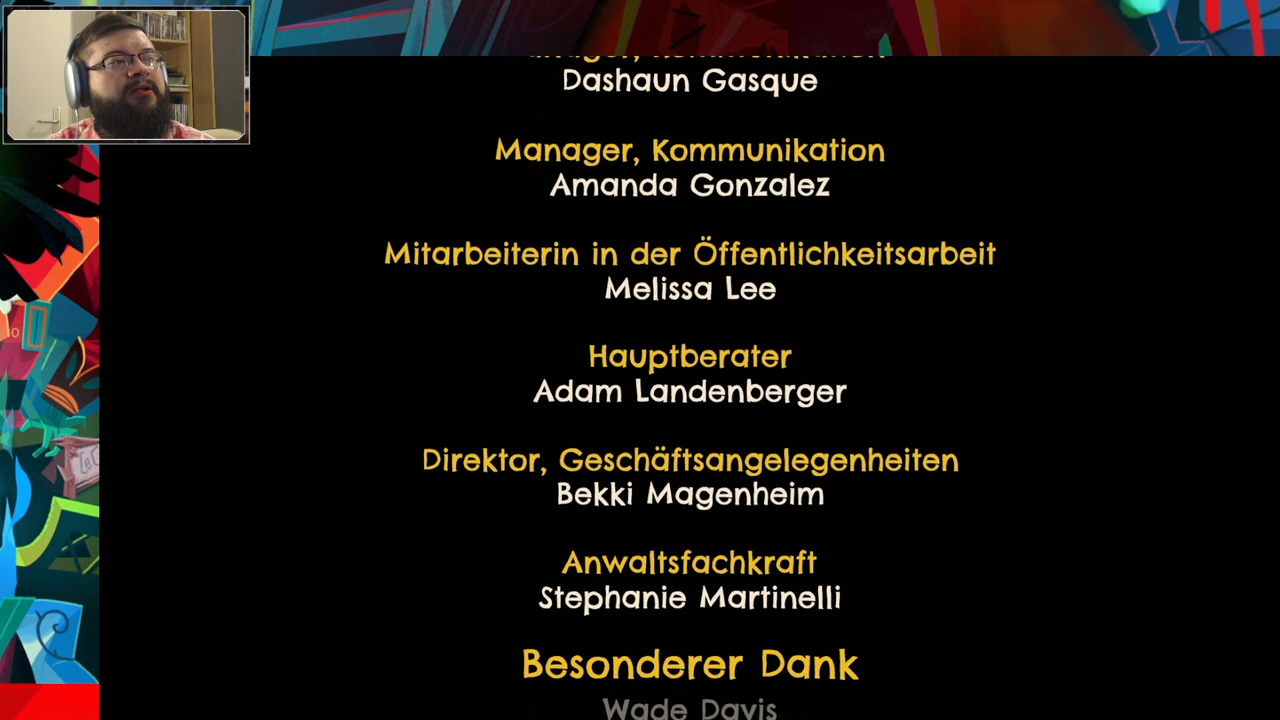 Dashaun Gasque
Manager, Kommunikation
Amanda Gonzalez
Mitarbeiterin in der Öffentlichkeitsarbeit
Melissa Lee
Hauptberater
Adam Landenberger
Direktor, Geschäftsangelegenheiten
Bekki Magenheim
Anwaltsfachkraft
Stephanie Martinelli
Besonderer Dank
Wade Davis